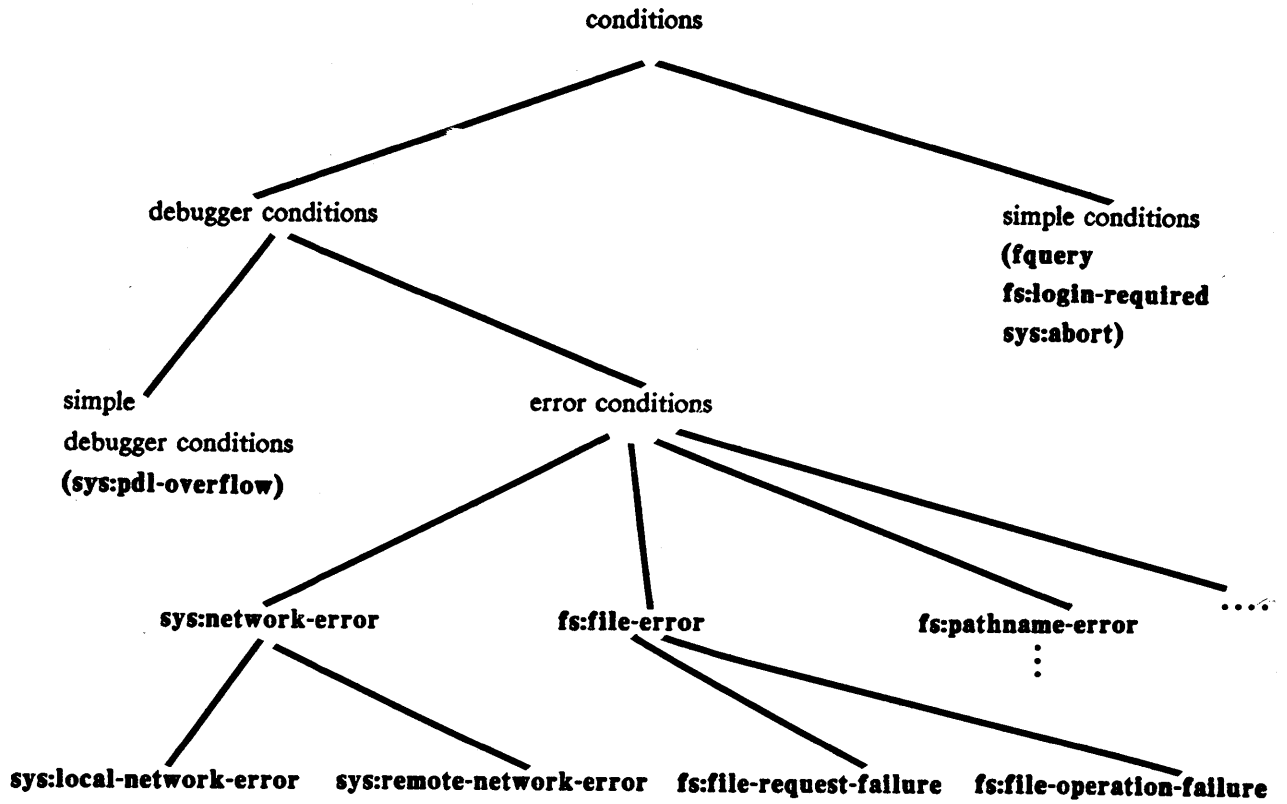 conditions
debugger conditions
simple conditions
(fquery
fs:login-required
sys:abort)
simple
debugger conditions
(sys:pdl-overflow)
error conditions
sys:network-error
fs:file-error
fs:pathname-error
....
sys:local-network-error
sys:remote-network-error
fs:file-request-failure
fs:file-operation-failure